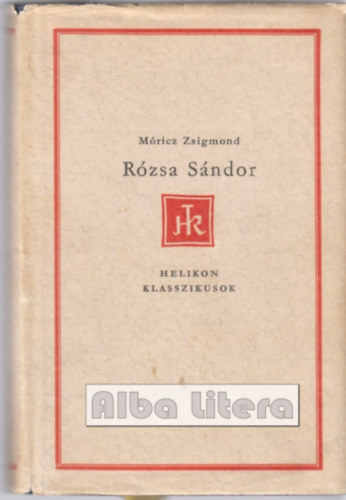 Móricz Zsigmond
Rózsa Sándor
HK
HELIKON
KLASSZIKUSOK
Alba Litera